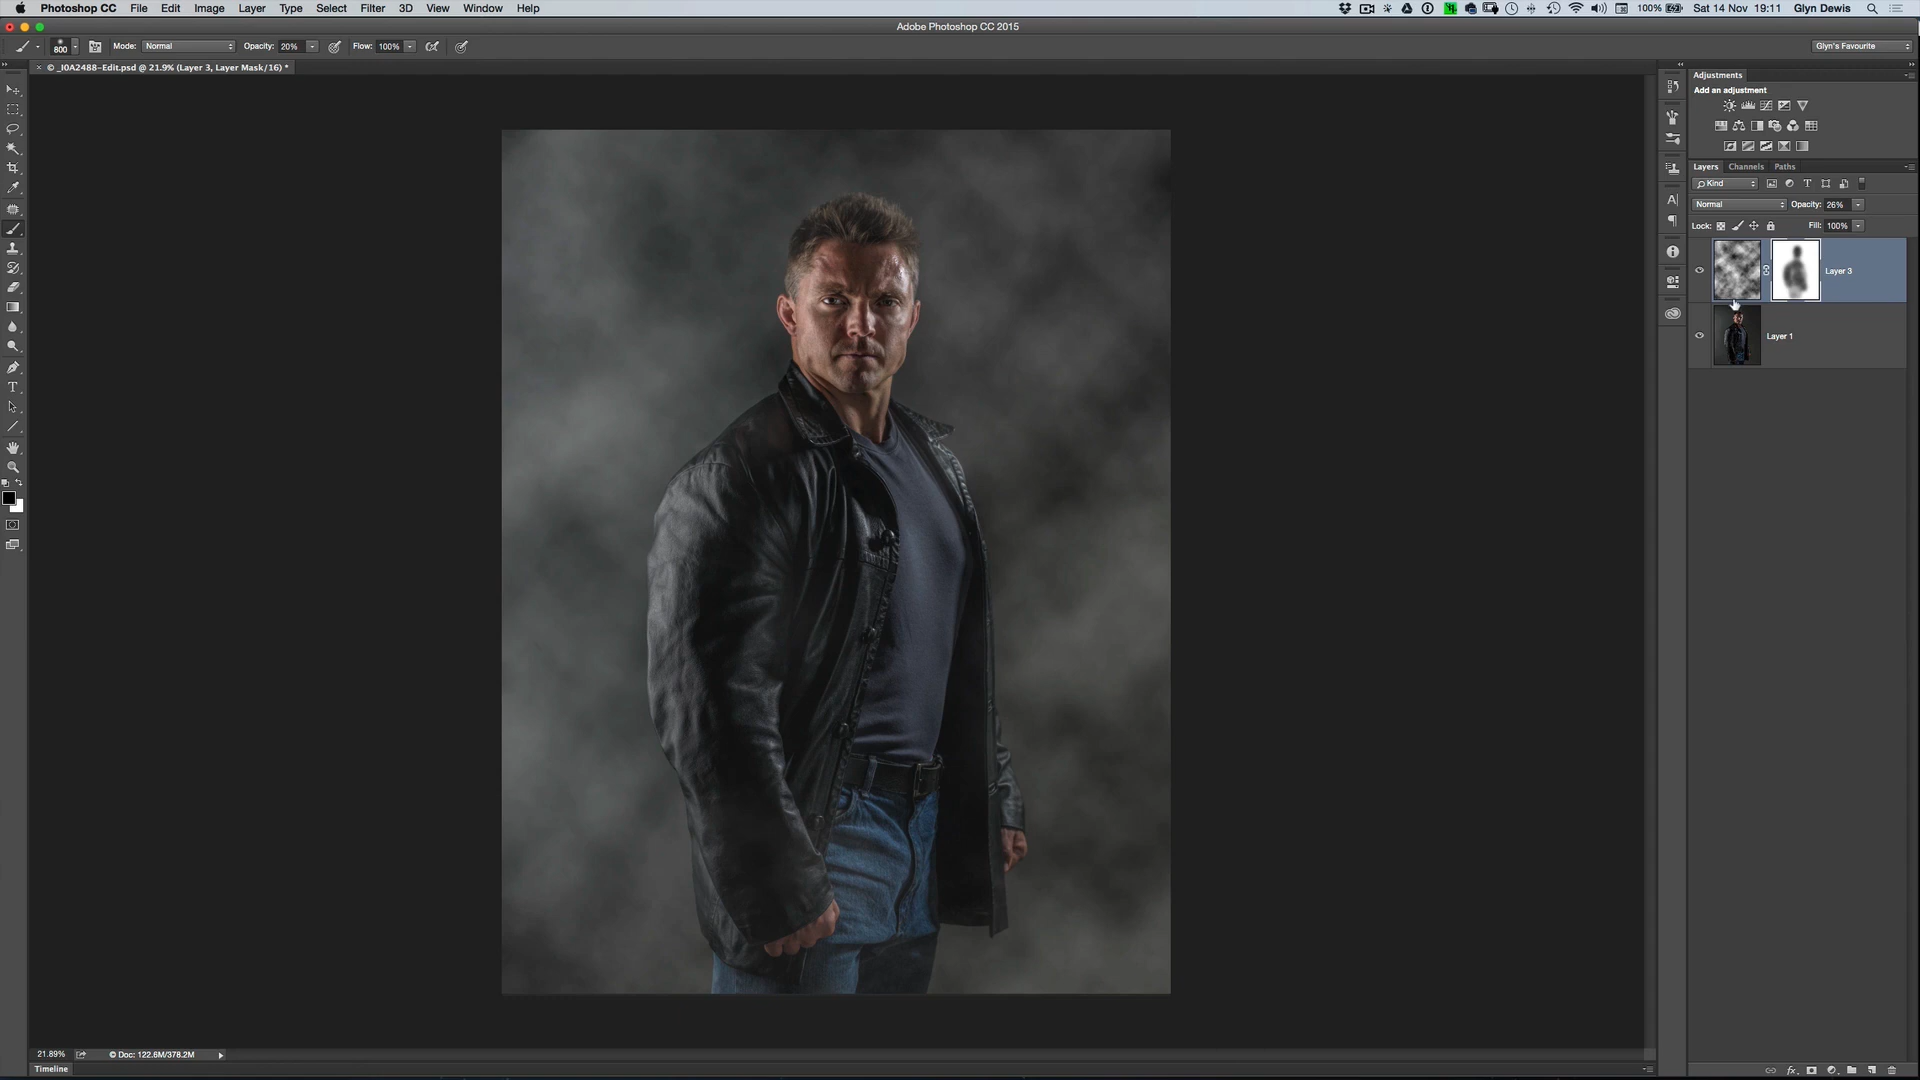 Photoshop CC File Edit Image Layer Type Select Filter 3D View Window Help 100% Sat 14 Nov 19:11 Glyn Dewis
Adobe Photoshop CC 2015
800 Mode: Normal Opacity: 20% Flow: 100% Glyn's Favourite
× © _I0A2488-Edit.psd @ 21.9% (Layer 3, Layer Mask/16) *
Adjustments
Add an adjustment
Layers Channels Paths
Kind
Normal Opacity: 26%
Lock: Fill: 100%
Layer 3
Layer 1
21.89% © Doc: 122.6M/378.2M
Timeline